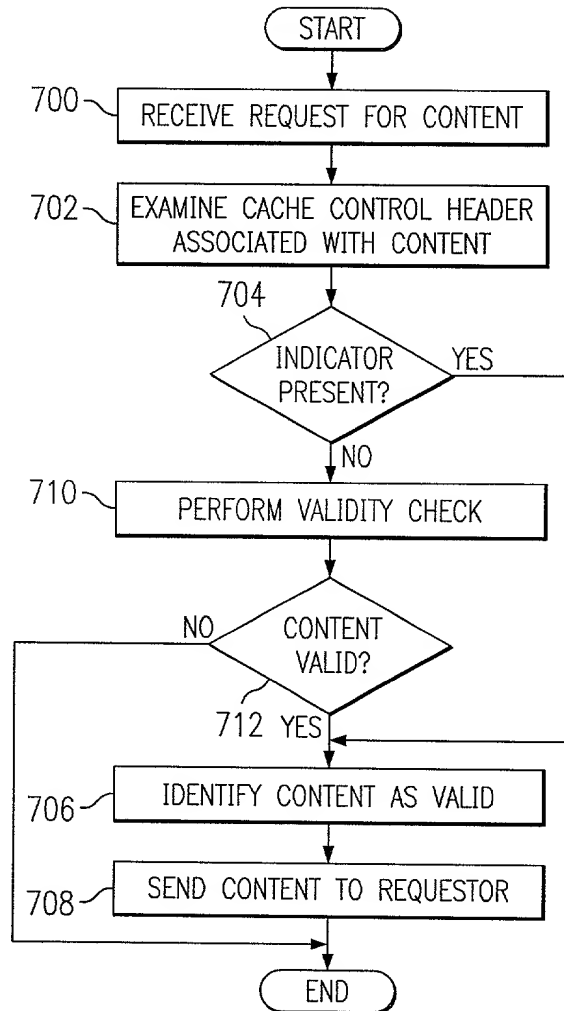 START
700
RECEIVE REQUEST FOR CONTENT
702
EXAMINE CACHE CONTROL HEADER
ASSOCIATED WITH CONTENT
704
INDICATOR
PRESENT?
YES
NO
710
PERFORM VALIDITY CHECK
NO
CONTENT
VALID?
712
YES
706
IDENTIFY CONTENT AS VALID
708
SEND CONTENT TO REQUESTOR
END